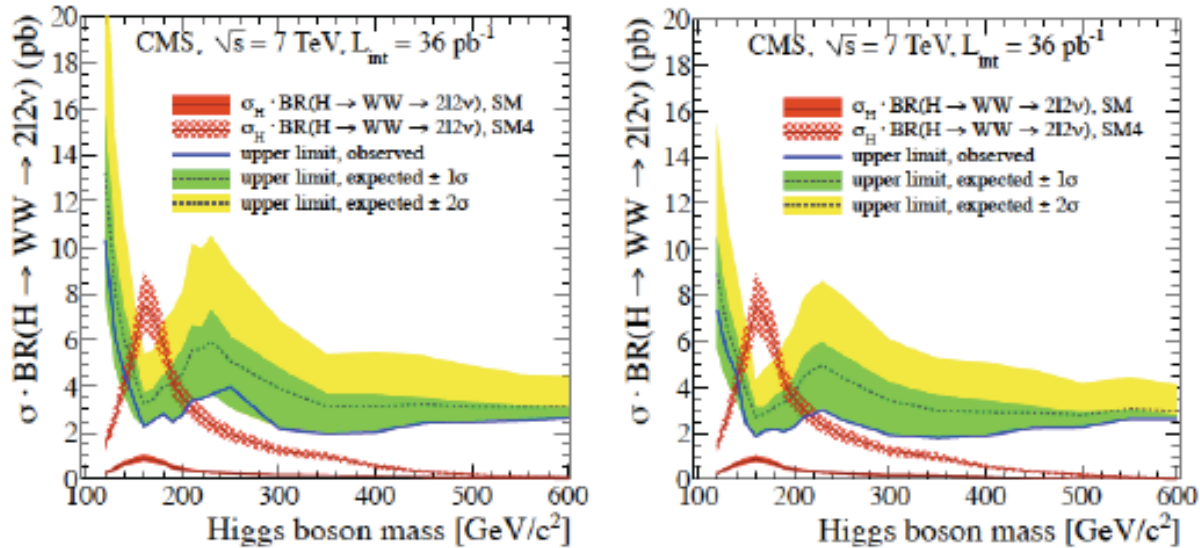 CMS, √s = 7 TeV, L_int = 36 pb⁻¹
σ_H · BR(H → WW → 2l2ν), SM
σ_H · BR(H → WW → 2l2ν), SM4
upper limit, observed
upper limit, expected ± 1σ
upper limit, expected ± 2σ
σ · BR(H → WW → 2l2ν) (pb)
20
18
16
14
12
10
8
6
4
2
0
100 200 300 400 500 600
Higgs boson mass [GeV/c²]
CMS, √s = 7 TeV, L_int = 36 pb⁻¹
σ_H · BR(H → WW → 2l2ν), SM
σ_H · BR(H → WW → 2l2ν), SM4
upper limit, observed
upper limit, expected ± 1σ
upper limit, expected ± 2σ
σ · BR(H → WW → 2l2ν) (pb)
20
18
16
14
12
10
8
6
4
2
0
100 200 300 400 500 600
Higgs boson mass [GeV/c²]